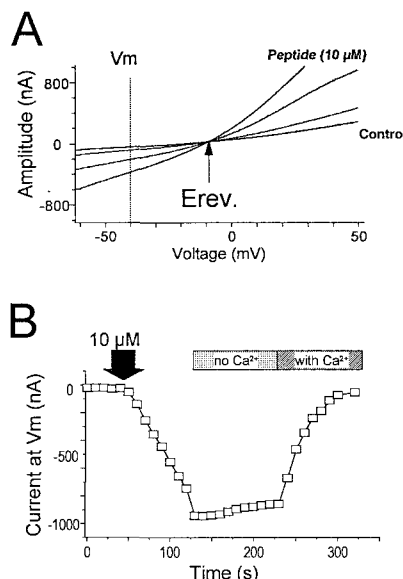 A
Vm
Peptide (10 µM)
Contro
Erev.
800
0
-800
Amplitude (nA)
-50
0
50
Voltage (mV)
B
10 µM
no Ca²⁺
with Ca²⁺
0
-500
-1000
Current at Vm (nA)
0
100
200
300
Time (s)